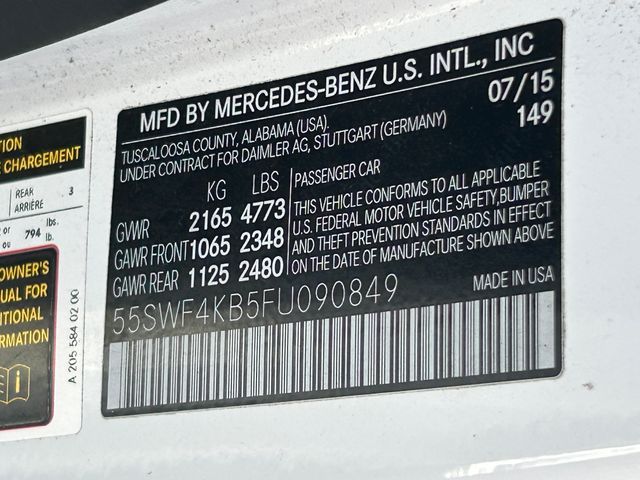 TION
E CHARGEMENT
REAR 3
ARRIÈRE
or 794 lbs.
ou lb.
OWNER'S
UAL FOR
ITIONAL
RMATION
A 205 584 02 00
MFD BY MERCEDES-BENZ U.S. INTL., INC
TUSCALOOSA COUNTY, ALABAMA (USA). 07/15
UNDER CONTRACT FOR DAIMLER AG, STUTTGART (GERMANY) 149
KG LBS PASSENGER CAR
GVWR 2165 4773
GAWR FRONT 1065 2348
GAWR REAR 1125 2480
THIS VEHICLE CONFORMS TO ALL APPLICABLE
U.S. FEDERAL MOTOR VEHICLE SAFETY, BUMPER
AND THEFT PREVENTION STANDARDS IN EFFECT
ON THE DATE OF MANUFACTURE SHOWN ABOVE
55SWF4KB5FU090849 MADE IN USA